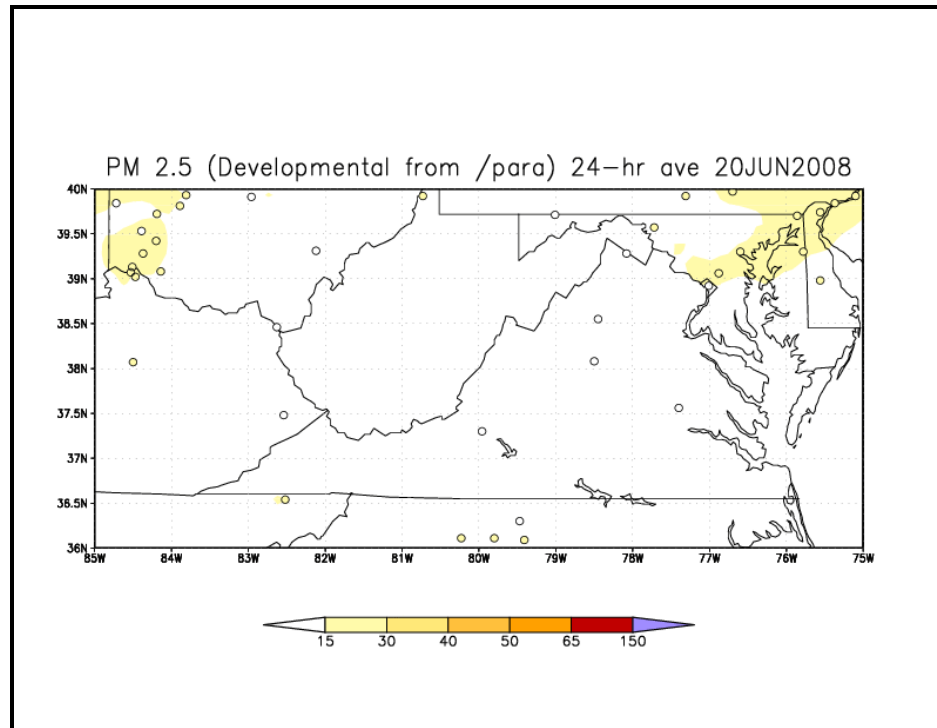 PM 2.5 (Developmental from /para) 24-hr ave 20JUN2008
40N
39.5N
39N
38.5N
38N
37.5N
37N
36.5N
36N
85W 84W 83W 82W 81W 80W 79W 78W 77W 76W 75W
15 30 40 50 65 150